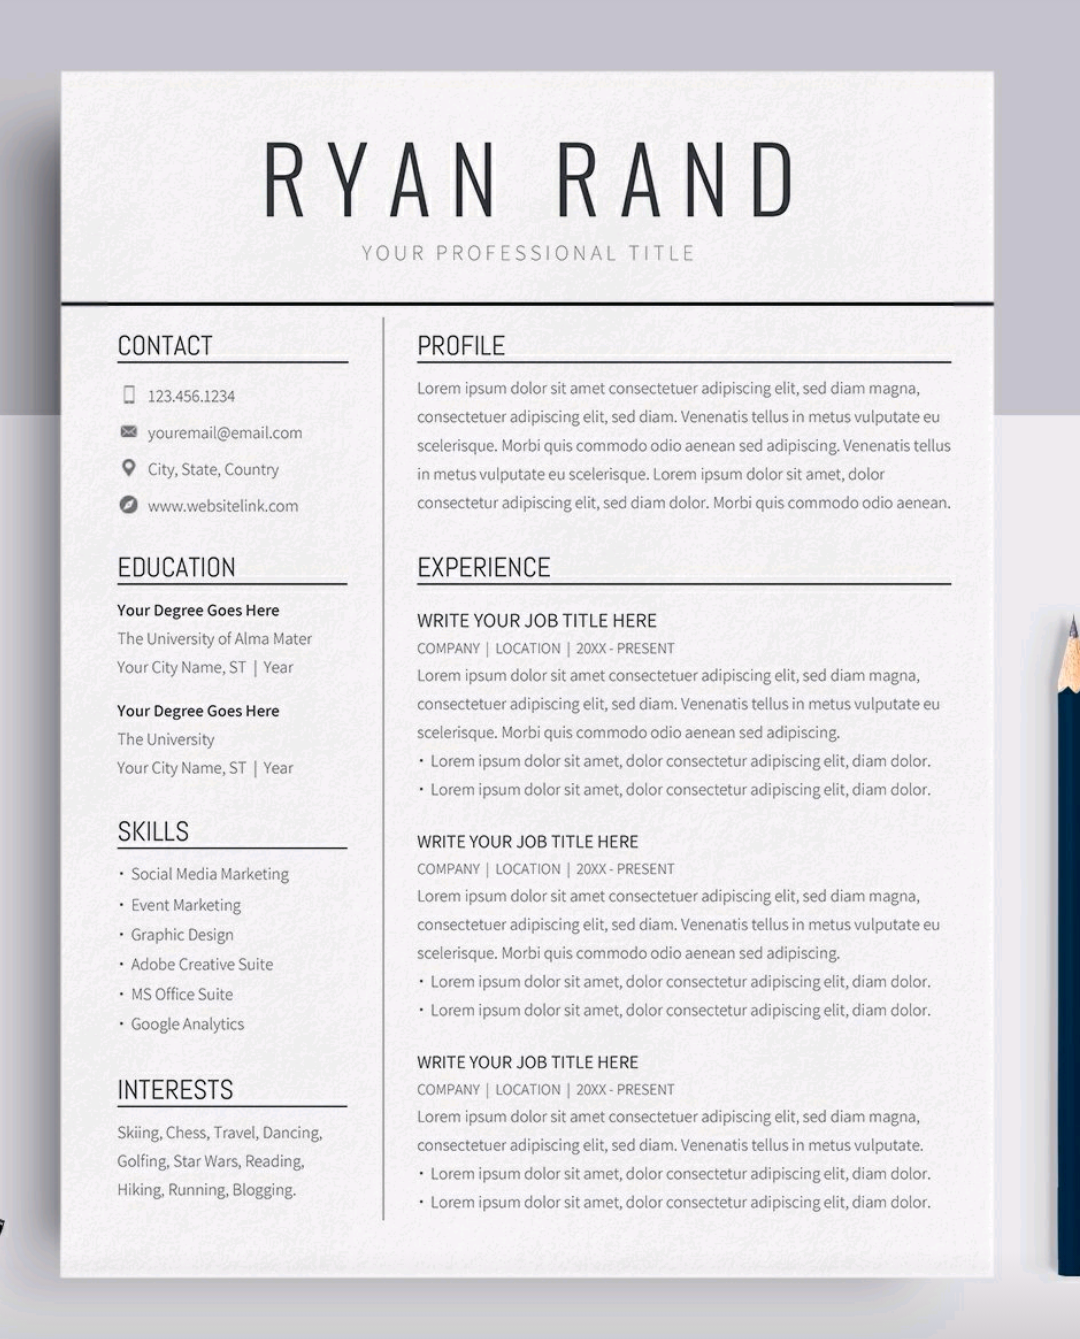 RYAN RAND
YOUR PROFESSIONAL TITLE
CONTACT
123.456.1234
youremail@email.com
City, State, Country
www.websitelink.com
EDUCATION
Your Degree Goes Here
The University of Alma Mater
Your City Name, ST | Year
Your Degree Goes Here
The University
Your City Name, ST | Year
SKILLS
• Social Media Marketing
• Event Marketing
• Graphic Design
• Adobe Creative Suite
• MS Office Suite
• Google Analytics
INTERESTS
Skiing, Chess, Travel, Dancing,
Golfing, Star Wars, Reading,
Hiking, Running, Blogging.
PROFILE
Lorem ipsum dolor sit amet consectetuer adipiscing elit, sed diam magna,
consectetuer adipiscing elit, sed diam. Venenatis tellus in metus vulputate eu
scelerisque. Morbi quis commodo odio aenean sed adipiscing. Venenatis tellus
in metus vulputate eu scelerisque. Lorem ipsum dolor sit amet, dolor
consectetur adipiscing elit, sed diam dolor. Morbi quis commodo odio aenean.
EXPERIENCE
WRITE YOUR JOB TITLE HERE
COMPANY | LOCATION | 20XX - PRESENT
Lorem ipsum dolor sit amet consectetuer adipiscing elit, sed diam magna,
consectetuer adipiscing elit, sed diam. Venenatis tellus in metus vulputate eu
scelerisque. Morbi quis commodo odio aenean sed adipiscing.
• Lorem ipsum dolor sit amet, dolor consectetur adipiscing elit, diam dolor.
• Lorem ipsum dolor sit amet, dolor consectetur adipiscing elit, diam dolor.
WRITE YOUR JOB TITLE HERE
COMPANY | LOCATION | 20XX - PRESENT
Lorem ipsum dolor sit amet consectetuer adipiscing elit, sed diam magna,
consectetuer adipiscing elit, sed diam. Venenatis tellus in metus vulputate eu
scelerisque. Morbi quis commodo odio aenean sed adipiscing.
• Lorem ipsum dolor sit amet, dolor consectetur adipiscing elit, diam dolor.
• Lorem ipsum dolor sit amet, dolor consectetur adipiscing elit, diam dolor.
WRITE YOUR JOB TITLE HERE
COMPANY | LOCATION | 20XX - PRESENT
Lorem ipsum dolor sit amet consectetuer adipiscing elit, sed diam magna,
consectetuer adipiscing elit, sed diam. Venenatis tellus in metus vulputate.
• Lorem ipsum dolor sit amet, dolor consectetur adipiscing elit, diam dolor.
• Lorem ipsum dolor sit amet, dolor consectetur adipiscing elit, diam dolor.